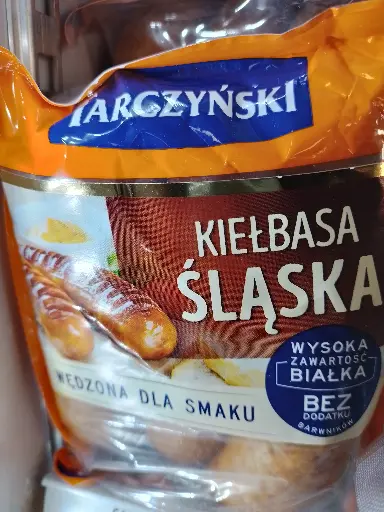 TARCZYŃSKI
KIEŁBASA
ŚLĄSKA
WYSOKA
ZAWARTOŚĆ
BIAŁKA
BEZ
DODATKU
BARWNIKÓW
WĘDZONA DLA SMAKU